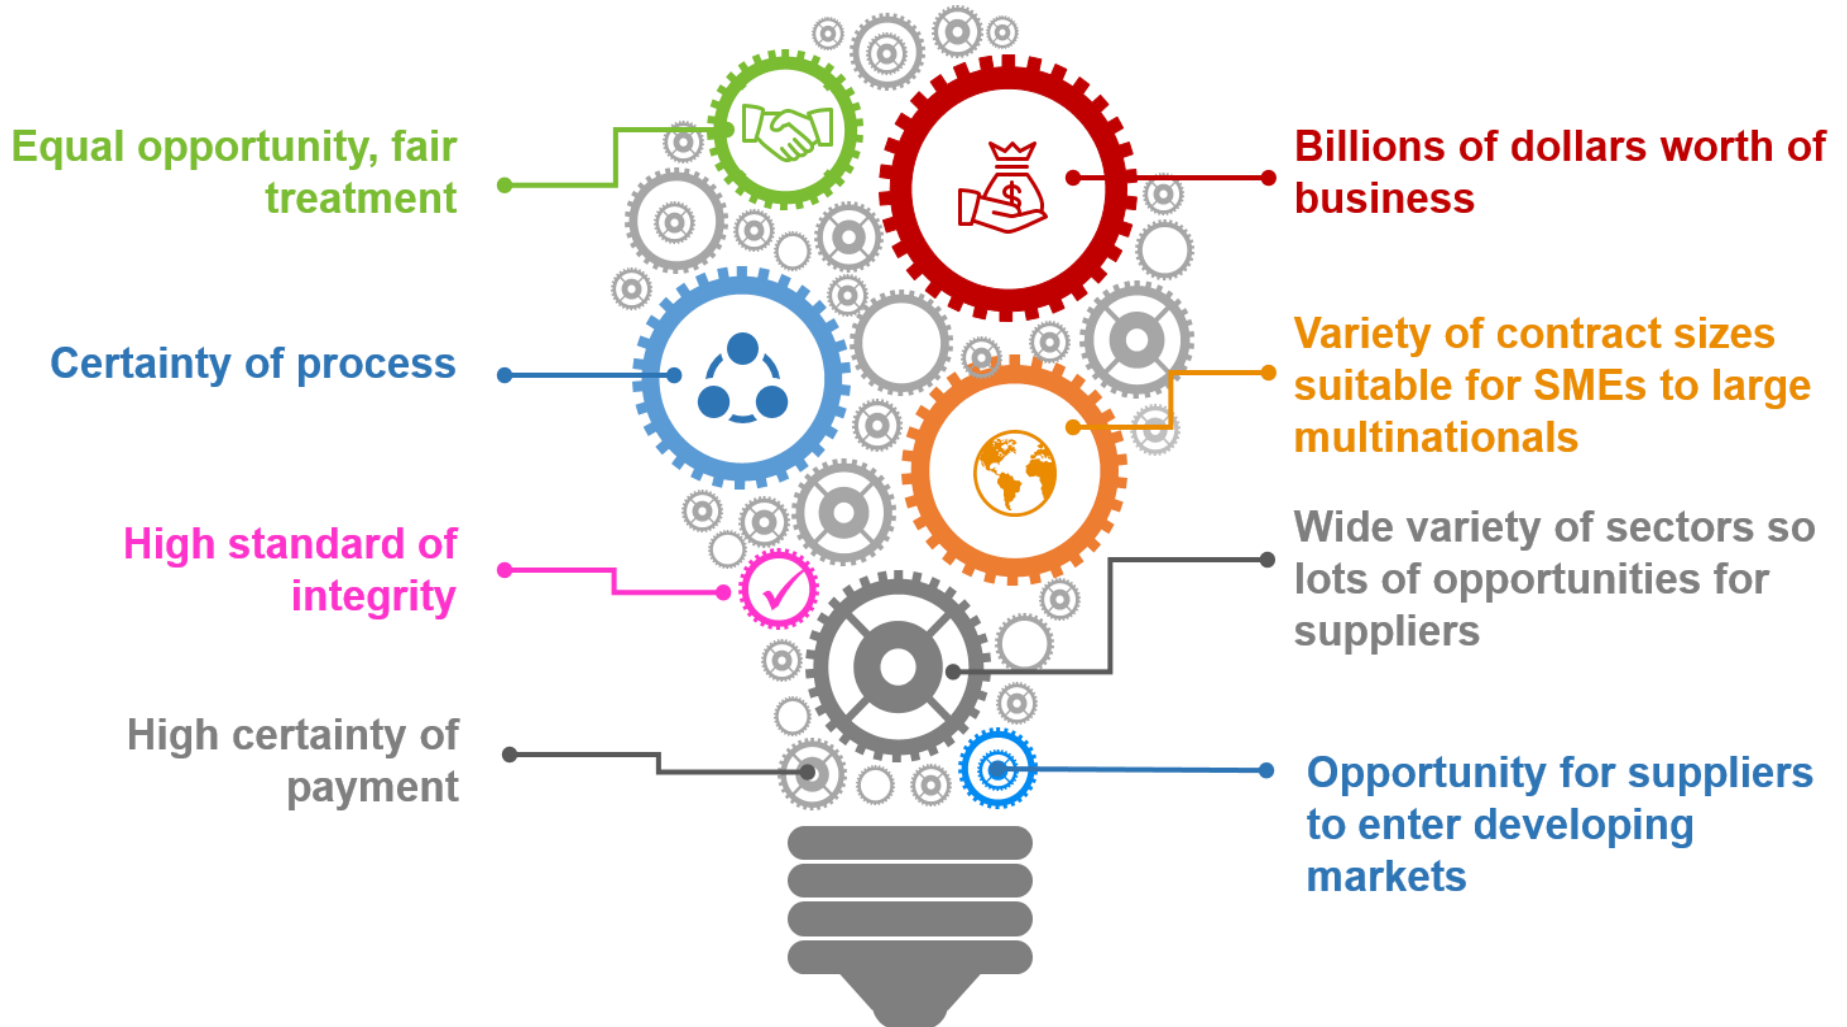 Equal opportunity, fair
treatment
Certainty of process
High standard of
integrity
High certainty of
payment
Billions of dollars worth of
business
Variety of contract sizes
suitable for SMEs to large
multinationals
Wide variety of sectors so
lots of opportunities for
suppliers
Opportunity for suppliers
to enter developing
markets
$